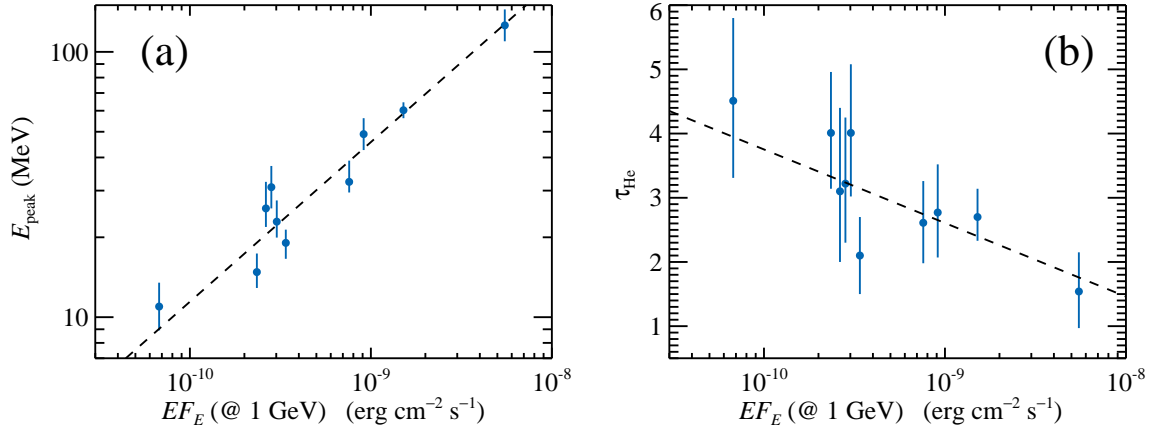 (a)
100
10
E_peak (MeV)
10⁻¹⁰
10⁻⁹
10⁻⁸
EF_E (@ 1 GeV) (erg cm⁻² s⁻¹)
(b)
6
5
4
3
2
1
τ_He
10⁻¹⁰
10⁻⁹
10⁻⁸
EF_E (@ 1 GeV) (erg cm⁻² s⁻¹)